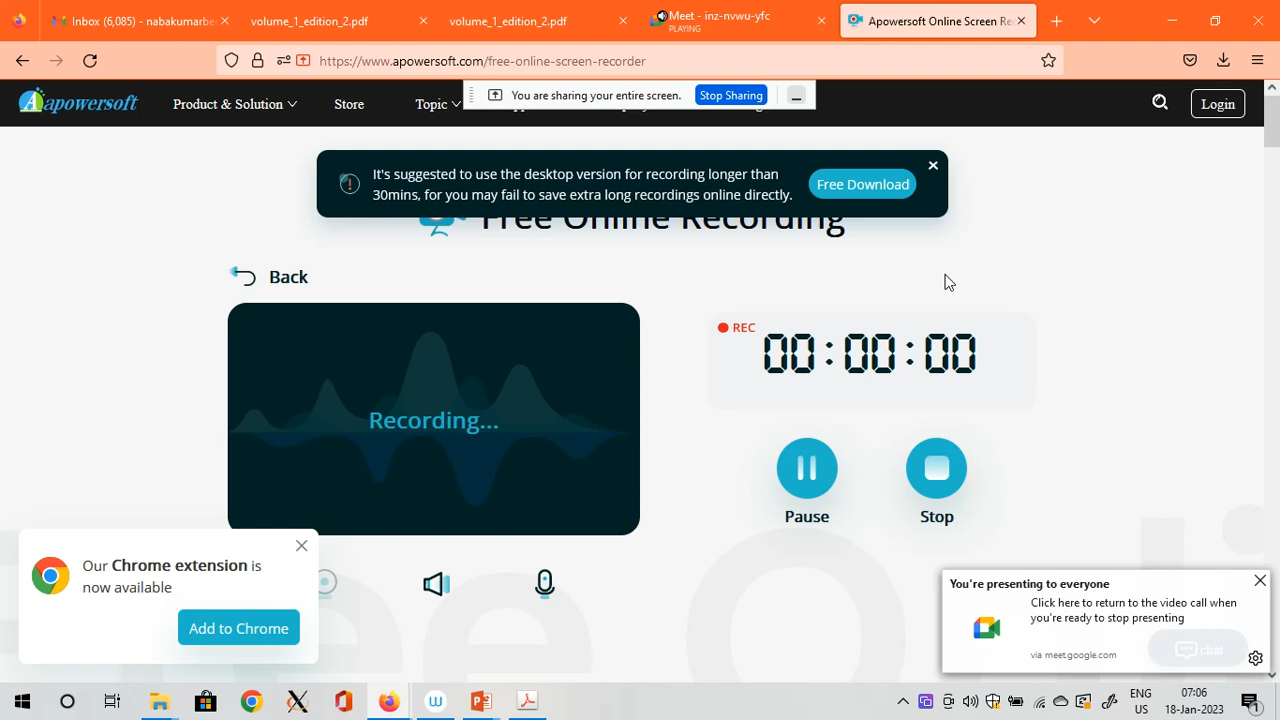 Inbox (6,085) - nabakumarber
volume_1_edition_2.pdf
volume_1_edition_2.pdf
Meet - inz-nvwu-yfc
PLAYING
Apowersoft Online Screen Re
https://www.apowersoft.com/free-online-screen-recorder
You are sharing your entire screen.
Stop Sharing
apowersoft
Product & Solution
Store
Topic
Login
It's suggested to use the desktop version for recording longer than
30mins, for you may fail to save extra long recordings online directly.
Free Download
Free Online Recording
Back
REC
00:00:00
Recording...
Pause
Stop
Our Chrome extension is
now available
Add to Chrome
You're presenting to everyone
Click here to return to the video call when
you're ready to stop presenting
via meet.google.com
chat
ENG
US
07:06
18-Jan-2023
1